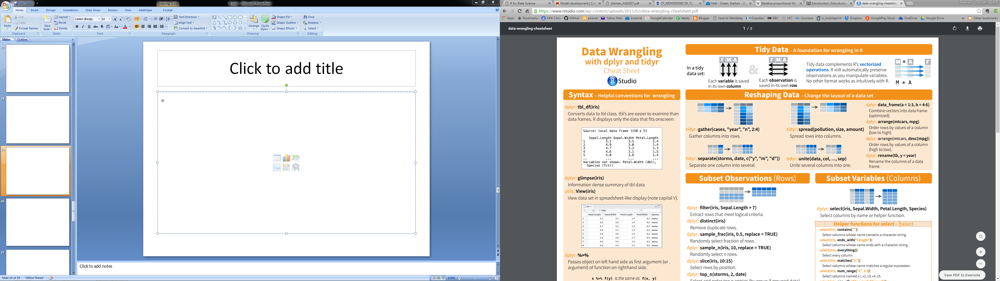 R.pptx - Microsoft PowerPoint
Drawing Tools
Home Insert Design Animations Slide Show Review View MathType Format
Paste
Cut
Copy
Format Painter
Clipboard
New
Slide
Layout
Reset
Delete
Slides
Calibri (Body) 32
Font
Paragraph
Text Direction
Align Text
Convert to SmartArt
Arrange
Quick
Styles
Shape Fill
Shape Outline
Shape Effects
Drawing
Find
Replace
Select
Editing
Slides Outline
23
24
25
26
27
Click to add title
Click to add notes
Slide 25 of 33 "Office Theme" 115%
R for Data Science
Model development | Col
Gelman_Hill2007.pdf
07_MDM593080 59..71
Mail - Green, Nathan - O
Iterative proportional fitti
Introduction | Introductio
data-wrangling-cheatshee
Nathan
https://www.rstudio.com/wp-content/uploads/2015/02/data-wrangling-cheatsheet.pdf
Apps Bookmarks HPA Citrix GitHub phenet Yahoo Mail Imperial GoogleCalendar feedly Blogger Save to Mendeley Guardian BBC LFC Coursera ic_mobileprint Dropbox GooglePlay Music OneDrive Google Drive » Other bookmarks
data-wrangling-cheatsheet
1 / 2
Data Wrangling
with dplyr and tidyr
Cheat Sheet
R Studio
Syntax - Helpful conventions for wrangling
dplyr::tbl_df(iris)
Converts data to tbl class. tbl's are easier to examine than
data frames. R displays only the data that fits onscreen:
Source: local data frame [150 x 5]
Sepal.Length Sepal.Width Petal.Length
1 5.1 3.5 1.4
2 4.9 3.0 1.4
3 4.7 3.2 1.3
4 4.6 3.1 1.5
5 5.0 3.6 1.4
.. ... ... ...
Variables not shown: Petal.Width (dbl),
Species (fctr)
dplyr::glimpse(iris)
Information dense summary of tbl data.
utils::View(iris)
View data set in spreadsheet-like display (note capital V).
iris
Filter
Sepal.Length Sepal.Width Petal.Length Petal.Width Species
1 5.1 3.5 1.4 0.2 setosa
2 4.9 3.0 1.4 0.2 setosa
3 4.7 3.2 1.3 0.2 setosa
4 4.6 3.1 1.5 0.2 setosa
5 5.0 3.6 1.4 0.2 setosa
6 5.4 3.9 1.7 0.4 setosa
7 4.6 3.4 1.4 0.3 setosa
8 5.0 3.4 1.5 0.2 setosa
dplyr::%>%
Passes object on left hand side as first argument (or .
argument) of function on righthand side.
x %>% f(y) is the same as f(x, y)
Tidy Data - A foundation for wrangling in R
In a tidy
data set:
F M A
Each variable is saved
in its own column
&
F M A
Each observation is
saved in its own row
Tidy data complements R's vectorized
operations. R will automatically preserve
observations as you manipulate variables.
No other format works as intuitively with R.
M * A F
M * A
Reshaping Data - Change the layout of a data set
tidyr::gather(cases, "year", "n", 2:4)
Gather columns into rows.
tidyr::spread(pollution, size, amount)
Spread rows into columns.
tidyr::separate(storms, date, c("y", "m", "d"))
Separate one column into several.
tidyr::unite(data, col, ..., sep)
Unite several columns into one.
dplyr::data_frame(a = 1:3, b = 4:6)
Combine vectors into data frame
(optimized).
dplyr::arrange(mtcars, mpg)
Order rows by values of a column
(low to high).
dplyr::arrange(mtcars, desc(mpg))
Order rows by values of a column
(high to low).
dplyr::rename(tb, y = year)
Rename the columns of a data
frame.
Subset Observations (Rows)
dplyr::filter(iris, Sepal.Length > 7)
Extract rows that meet logical criteria.
dplyr::distinct(iris)
Remove duplicate rows.
dplyr::sample_frac(iris, 0.5, replace = TRUE)
Randomly select fraction of rows.
dplyr::sample_n(iris, 10, replace = TRUE)
Randomly select n rows.
dplyr::slice(iris, 10:15)
Select rows by position.
dplyr::top_n(storms, 2, date)
Select and order top n entries (by group if grouped data).
Subset Variables (Columns)
dplyr::select(iris, Sepal.Width, Petal.Length, Species)
Select columns by name or helper function.
Helper functions for select - ?select
select(iris, contains("."))
Select columns whose name contains a character string.
select(iris, ends_with("Length"))
Select columns whose name ends with a character string.
select(iris, everything())
Select every column.
select(iris, matches(".t."))
Select columns whose name matches a regular expression.
select(iris, num_range("x", 1:5))
Select columns named x1, x2, x3, x4, x5.
Save PDF to Evernote